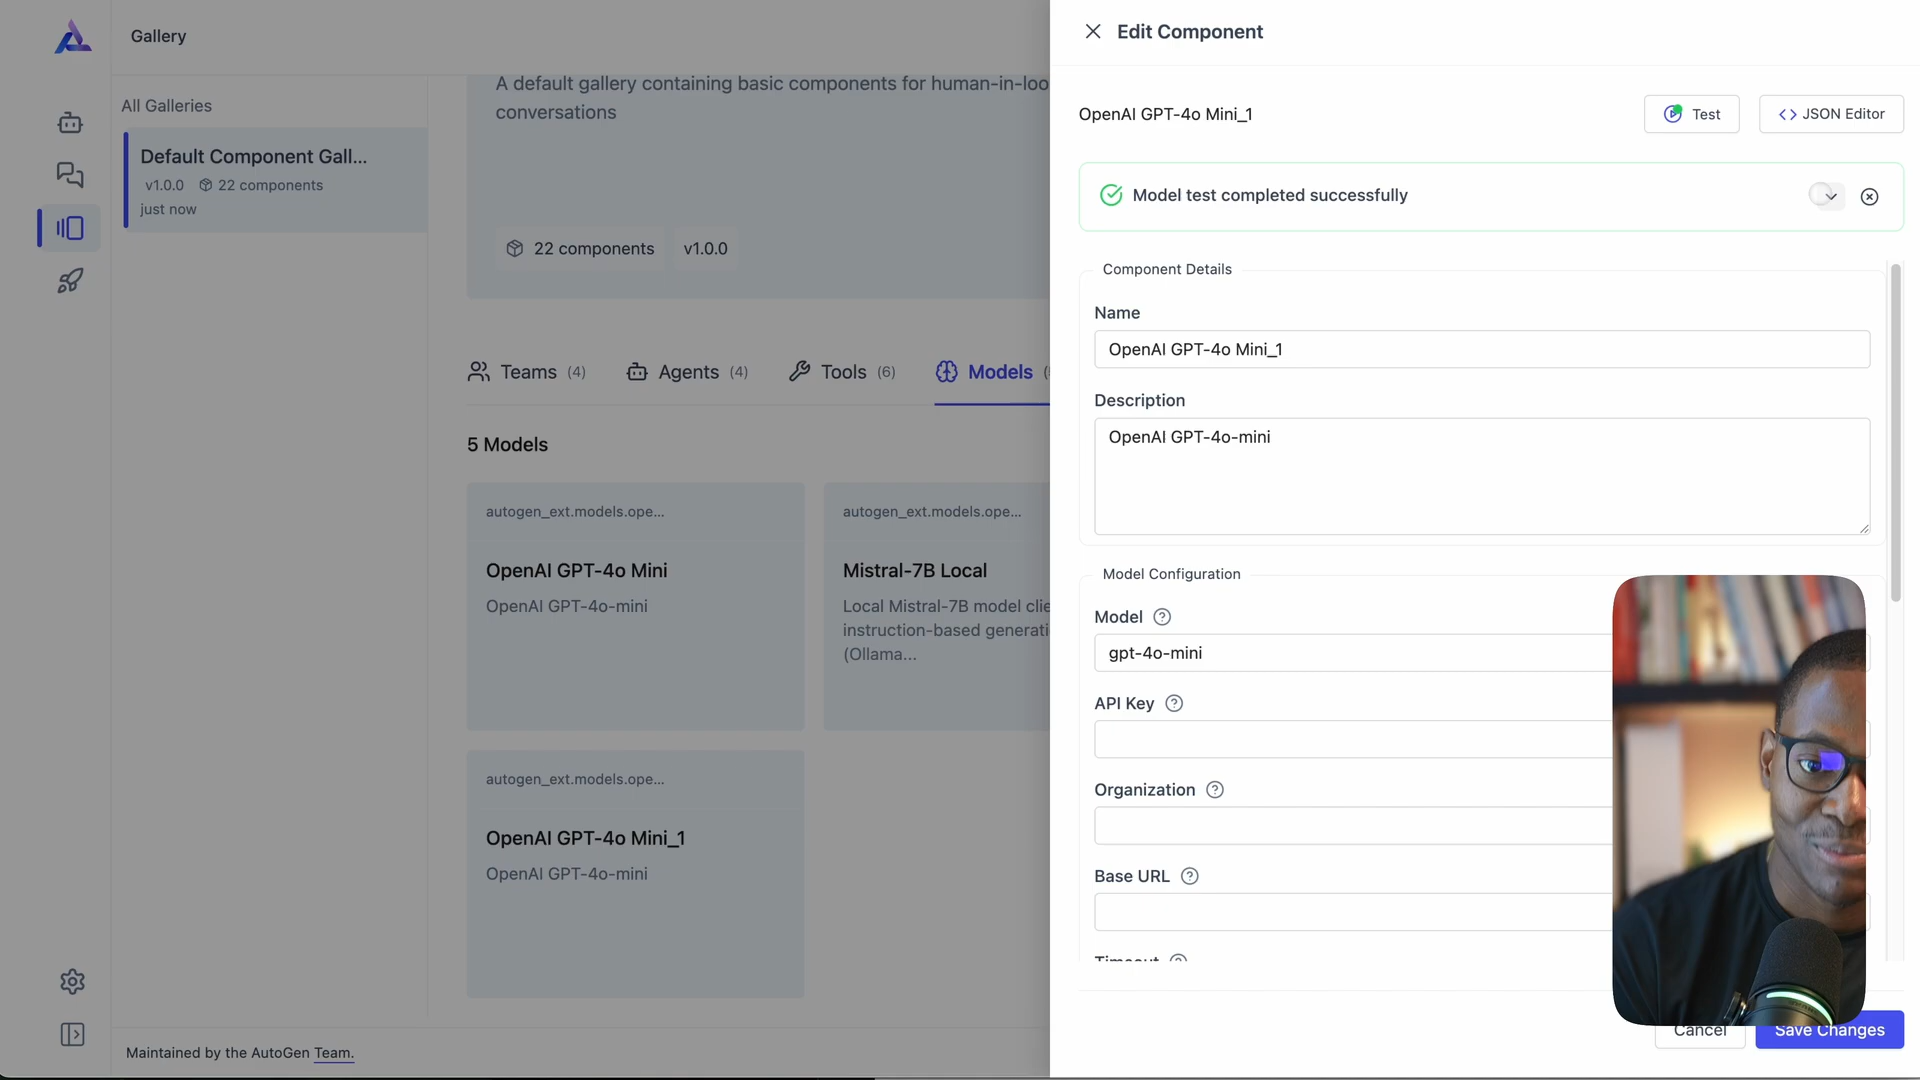 Gallery
All Galleries
Default Component Gall...
v1.0.0 22 components
just now
A default gallery containing basic components for human-in-loo
conversations
22 components v1.0.0
Teams (4) Agents (4) Tools (6) Models
5 Models
autogen_ext.models.ope...
OpenAI GPT-4o Mini
OpenAI GPT-4o-mini
autogen_ext.models.ope...
Mistral-7B Local
Local Mistral-7B model clie
instruction-based generati
(Ollama...
autogen_ext.models.ope...
OpenAI GPT-4o Mini_1
OpenAI GPT-4o-mini
Maintained by the AutoGen Team.
Edit Component
OpenAI GPT-4o Mini_1
Test
JSON Editor
Model test completed successfully
Component Details
Name
OpenAI GPT-4o Mini_1
Description
OpenAI GPT-4o-mini
Model Configuration
Model
gpt-4o-mini
API Key
Organization
Base URL
Timeout
Cancel Save Changes